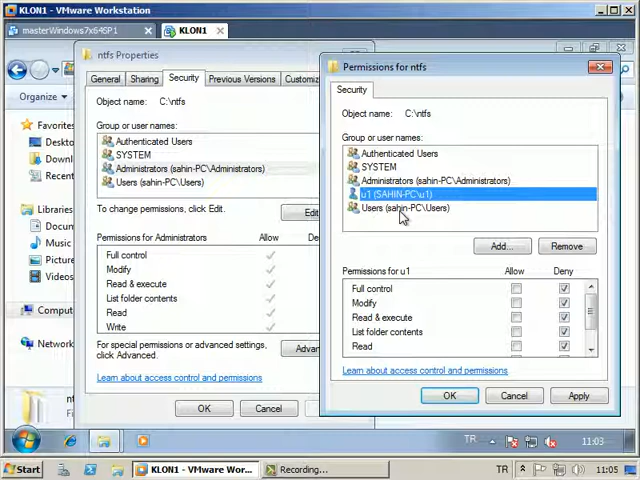 KLON1 - VMware Workstation
masterWindows7x64SP1
KLON1
ntfs Properties
General
Sharing
Security
Previous Versions
Customiz
Object name: C:\ntfs
Group or user names:
Authenticated Users
SYSTEM
Administrators (sahin-PC\Administrators)
Users (sahin-PC\Users)
To change permissions, click Edit.
Edit
Permissions for Administrators
Allow
Full control
Modify
Read & execute
List folder contents
Read
Write
For special permissions or advanced settings,
click Advanced.
Advan
Learn about access control and permissions
OK
Cancel
Organize
Favorites
Deskto
Downl
Recent
Libraries
Docum
Music
Picture
Videos
Compu
Netwo
ntf
Fi
Permissions for ntfs
Security
Object name: C:\ntfs
Group or user names:
Authenticated Users
SYSTEM
Administrators (sahin-PC\Administrators)
u1 (SAHIN-PC\u1)
Users (sahin-PC\Users)
Add...
Remove
Permissions for u1
Allow
Deny
Full control
Modify
Read & execute
List folder contents
Read
Learn about access control and permissions
OK
Cancel
Apply
TR
11:03
Start
KLON1 - VMware Wor...
Recording...
TR
11:05